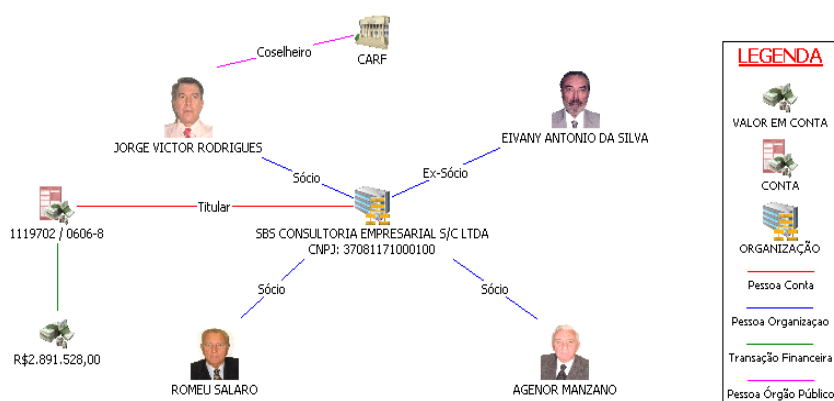 Coselheiro
CARF
JORGE VICTOR RODRIGUES
EIVANY ANTONIO DA SILVA
Sócio
Ex-Sócio
Titular
1119702 / 0606-8
SBS CONSULTORIA EMPRESARIAL S/C LTDA
CNPJ: 37081171000100
Sócio
Sócio
R$2.891.528,00
ROMEU SALARO
AGENOR MANZANO
LEGENDA
VALOR EM CONTA
CONTA
ORGANIZAÇÃO
Pessoa Conta
Pessoa Organizaçao
Transação Financeira
Pessoa Órgão Público